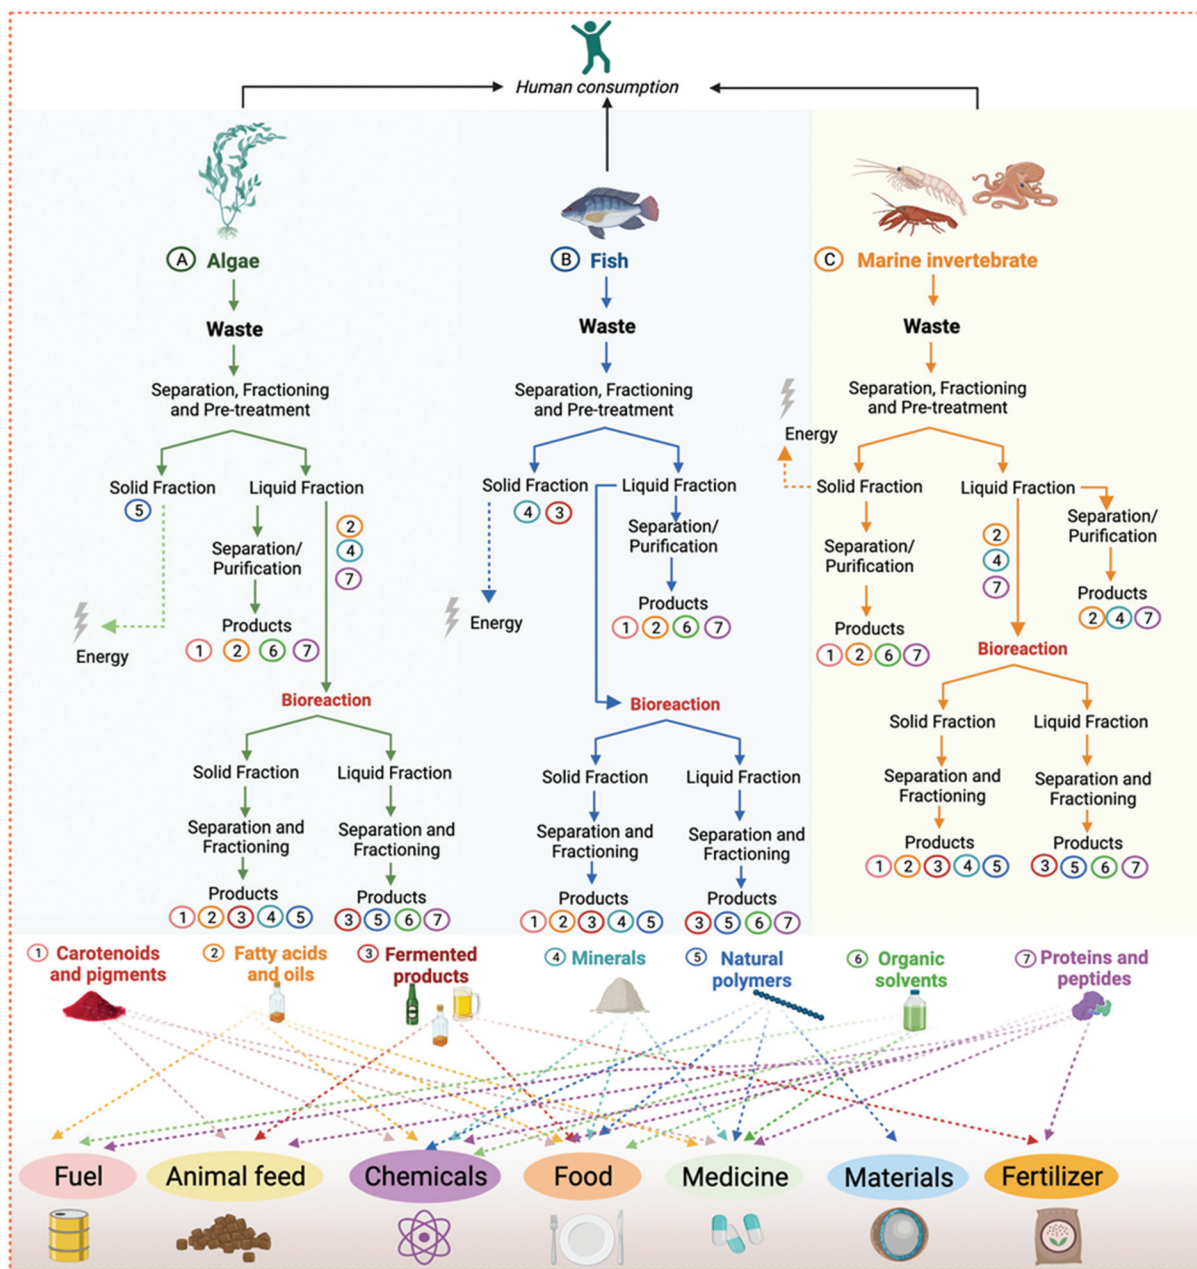 Human consumption
A Algae
Waste
Separation, Fractioning
and Pre-treatment
Solid Fraction
5
Liquid Fraction
2
4
7
Separation/
Purification
Products
1 2 6 7
Energy
Bioreaction
Solid Fraction
Separation and
Fractioning
Products
1 2 3 4 5
Liquid Fraction
Separation and
Fractioning
Products
3 5 6 7
B Fish
Waste
Separation, Fractioning
and Pre-treatment
Solid Fraction
4 3
Energy
Liquid Fraction
Separation/
Purification
Products
1 2 6 7
Bioreaction
Solid Fraction
Separation and
Fractioning
Products
1 2 3 4 5
Liquid Fraction
Separation and
Fractioning
Products
3 5 6 7
C Marine invertebrate
Waste
Separation, Fractioning
and Pre-treatment
Energy
Solid Fraction
Separation/
Purification
Products
1 2 6 7
Liquid Fraction
2
4
7
Separation/
Purification
Products
2 4 7
Bioreaction
Solid Fraction
Separation and
Fractioning
Products
1 2 3 4 5
Liquid Fraction
Separation and
Fractioning
Products
3 5 6 7
1 Carotenoids
and pigments
2 Fatty acids
and oils
3 Fermented
products
4 Minerals
5 Natural
polymers
6 Organic
solvents
7 Proteins and
peptides
Fuel
Animal feed
Chemicals
Food
Medicine
Materials
Fertilizer